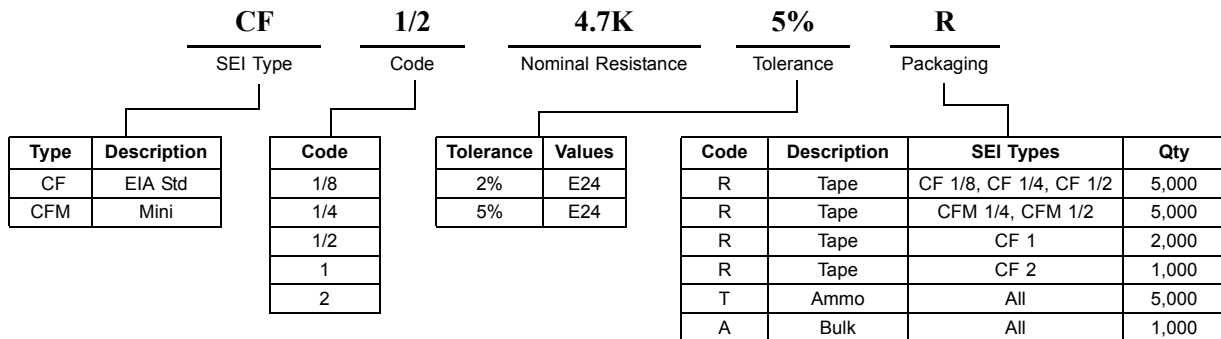 CF 1/2 4.7K 5% R
SEI Type Code Nominal Resistance Tolerance Packaging
Type Description
CF EIA Std
CFM Mini
Code
1/8
1/4
1/2
1
2
Tolerance Values
2% E24
5% E24
Code Description SEI Types Qty
R Tape CF 1/8, CF 1/4, CF 1/2 5,000
R Tape CFM 1/4, CFM 1/2 5,000
R Tape CF 1 2,000
R Tape CF 2 1,000
T Ammo All 5,000
A Bulk All 1,000